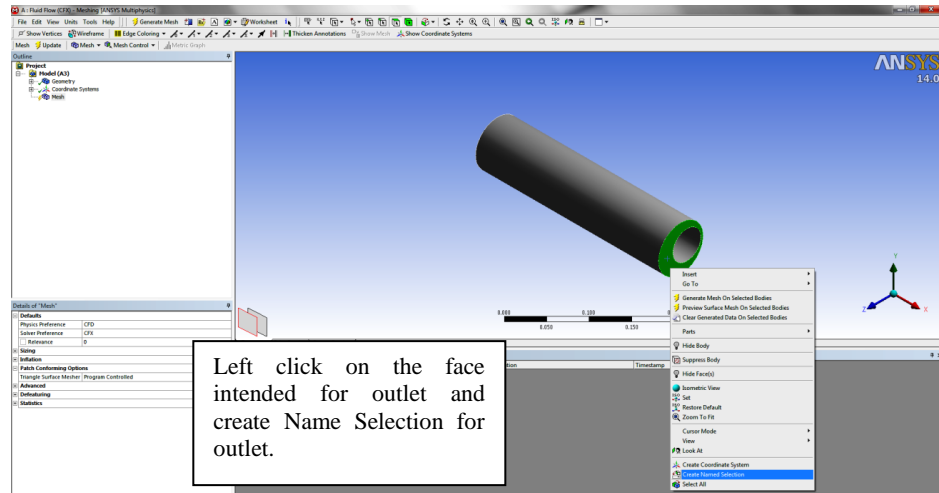 A : Fluid Flow (CFX) - Meshing [ANSYS Multiphysics]
File Edit View Units Tools Help Generate Mesh Worksheet
Show Vertices Wireframe Edge Coloring Thicken Annotations Show Mesh Show Coordinate Systems
Mesh Update Mesh Mesh Control Metric Graph
Outline
Project
Model (A3)
Geometry
Coordinate Systems
Mesh
ANSYS
14.0
Details of "Mesh"
Defaults
Physics Preference CFD
Solver Preference CFX
Relevance 0
Sizing
Inflation
Patch Conforming Options
Triangle Surface Mesher Program Controlled
Advanced
Defeaturing
Statistics
0.000 0.100
0.050 0.150
Y
Z X
Timestamp
Left click on the face
intended for outlet and
create Name Selection for
outlet.
Insert
Go To
Generate Mesh On Selected Bodies
Preview Surface Mesh On Selected Bodies
Clear Generated Data On Selected Bodies
Parts
Hide Body
Suppress Body
Hide Face(s)
Isometric View
Set
Restore Default
Zoom To Fit
Cursor Mode
View
Look At
Create Coordinate System
Create Named Selection
Select All